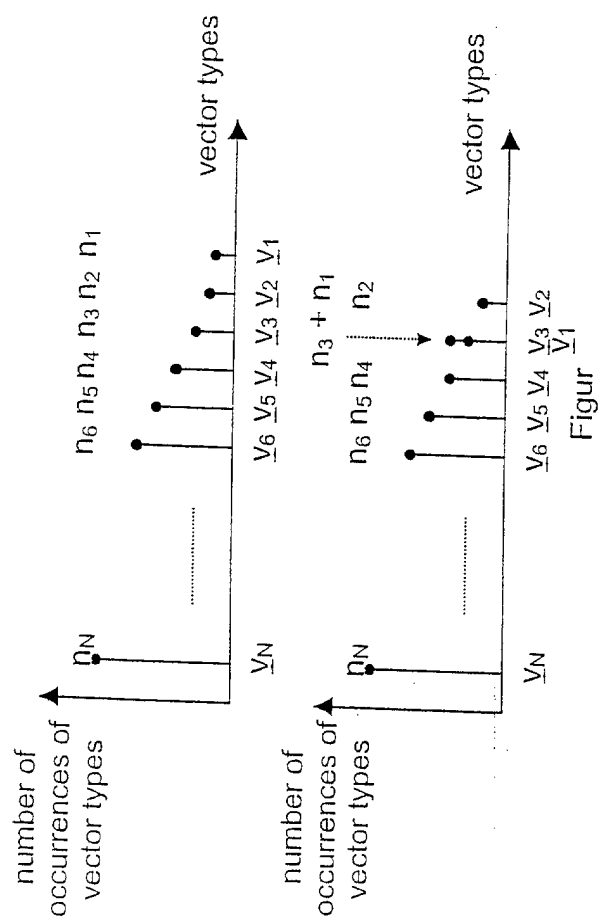 number of
occurrences of
vector types
nN
n6 n5 n4 n3 n2 n1
vN
v6 v5 v4 v3 v2 v1
vector types
number of
occurrences of
vector types
n3 + n1
nN
n6 n5 n4 n2
vN
v6 v5 v4 v3 v2
v1
vector types
Figur